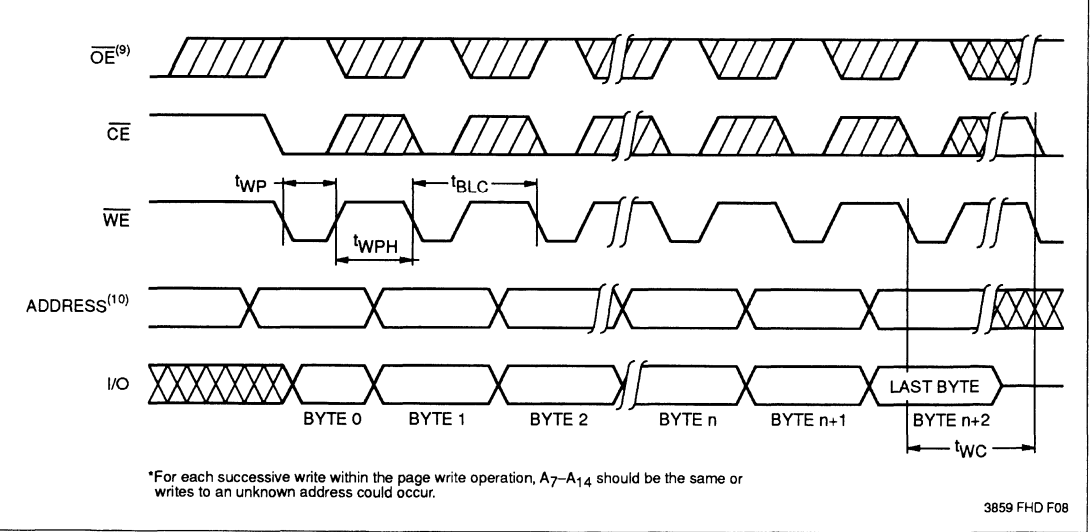 OE(9)
CE
tWP
tBLC
WE
tWPH
ADDRESS(10)
I/O
LAST BYTE
BYTE 0
BYTE 1
BYTE 2
BYTE n
BYTE n+1
BYTE n+2
tWC
*For each successive write within the page write operation, A7–A14 should be the same or
writes to an unknown address could occur.
3859 FHD F08